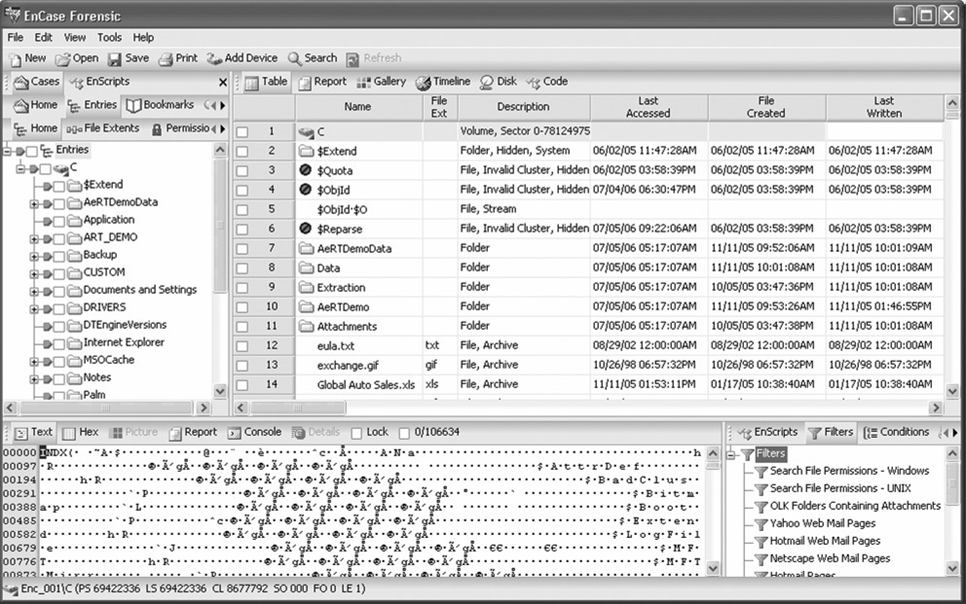 EnCase Forensic
File Edit View Tools Help
New Open Save Print Add Device Search Refresh
Cases EnScripts
Home Entries Bookmarks
Home File Extents Permissio
Entries
C
$Extend
AeRTDemoData
Application
ART_DEMO
Backup
CUSTOM
Documents and Settings
DRIVERS
DTEngineVersions
Internet Explorer
MSOCache
Notes
Palm
Table Report Gallery Timeline Disk Code
Name File Ext Description Last Accessed File Created Last Written
1 C Volume, Sector 0-78124975
2 $Extend Folder, Hidden, System 06/02/05 11:47:28AM 06/02/05 11:47:28AM 06/02/05 11:47:28AM
3 $Quota File, Invalid Cluster, Hidden 06/02/05 03:58:39PM 06/02/05 03:58:39PM 06/02/05 03:58:39PM
4 $ObjId File, Invalid Cluster, Hidden 07/04/06 06:30:47PM 06/02/05 03:58:39PM 06/02/05 03:58:39PM
5 $ObjId·$O File, Stream
6 $Reparse File, Invalid Cluster, Hidden 07/05/06 09:22:06AM 06/02/05 03:58:39PM 06/02/05 03:58:39PM
7 AeRTDemoData Folder 07/05/06 05:17:07AM 11/11/05 09:52:06AM 11/11/05 10:01:09AM
8 Data Folder 07/05/06 05:17:07AM 11/11/05 10:01:08AM 11/11/05 10:01:08AM
9 Extraction Folder 07/05/06 05:17:07AM 10/05/05 03:47:36PM 11/11/05 10:01:08AM
10 AeRTDemo Folder 07/05/06 05:17:07AM 11/11/05 09:53:26AM 11/11/05 01:46:55PM
11 Attachments Folder 07/05/06 05:17:07AM 10/05/05 03:47:38PM 11/11/05 10:01:08AM
12 eula.txt txt File, Archive 08/29/02 12:00:00AM 08/29/02 12:00:00AM 08/29/02 12:00:00AM
13 exchange.gif gif File, Archive 10/26/98 06:57:32PM 10/26/98 06:57:32PM 10/26/98 06:57:32PM
14 Global Auto Sales.xls xls File, Archive 11/11/05 01:53:11PM 01/17/05 10:38:40AM 01/17/05 10:38:40AM
Text Hex Picture Report Console Details Lock 0/106634
00000 INDX(
00097 $AttrDef
00194 $BadClus
00291 $Bitm
00388 ap $Boot
00485 $Exten
00582 d $LogFil
00679 e $MF
00776 T $MFT
00873
EnScripts Filters Conditions
Filters
Search File Permissions - Windows
Search File Permissions - UNIX
OLK Folders Containing Attachments
Yahoo Web Mail Pages
Hotmail Web Mail Pages
Netscape Web Mail Pages
Hotmail Pages
Enc_001\C (PS 69422336 LS 69422336 CL 8677792 SO 000 FO 0 LE 1)